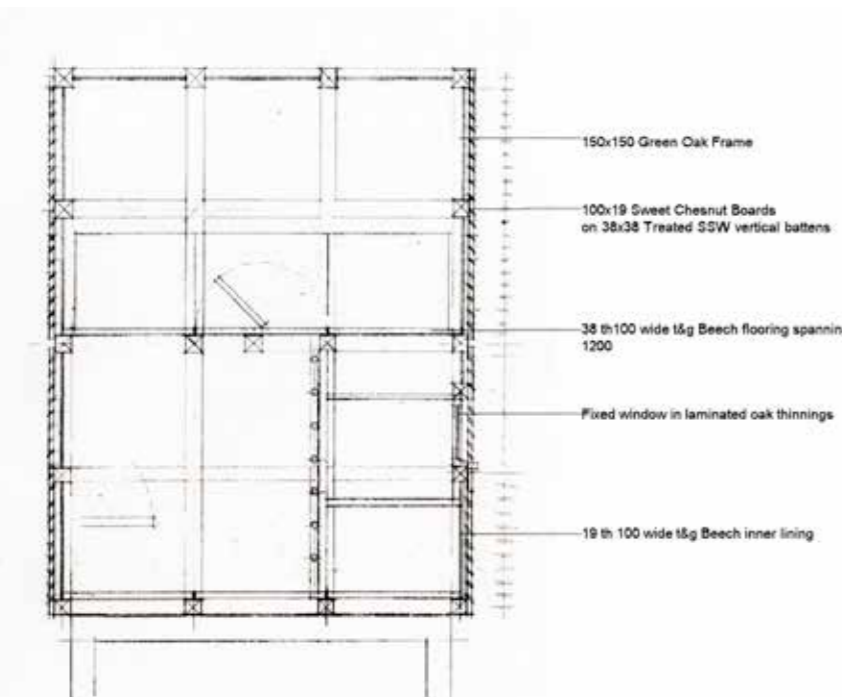 150x150 Green Oak Frame
100x19 Sweet Chesnut Boards
on 38x38 Treated SSW vertical battens
38 th100 wide t&g Beech flooring spannin
1200
Fixed window in laminated oak thinnings
19 th 100 wide t&g Beech inner lining